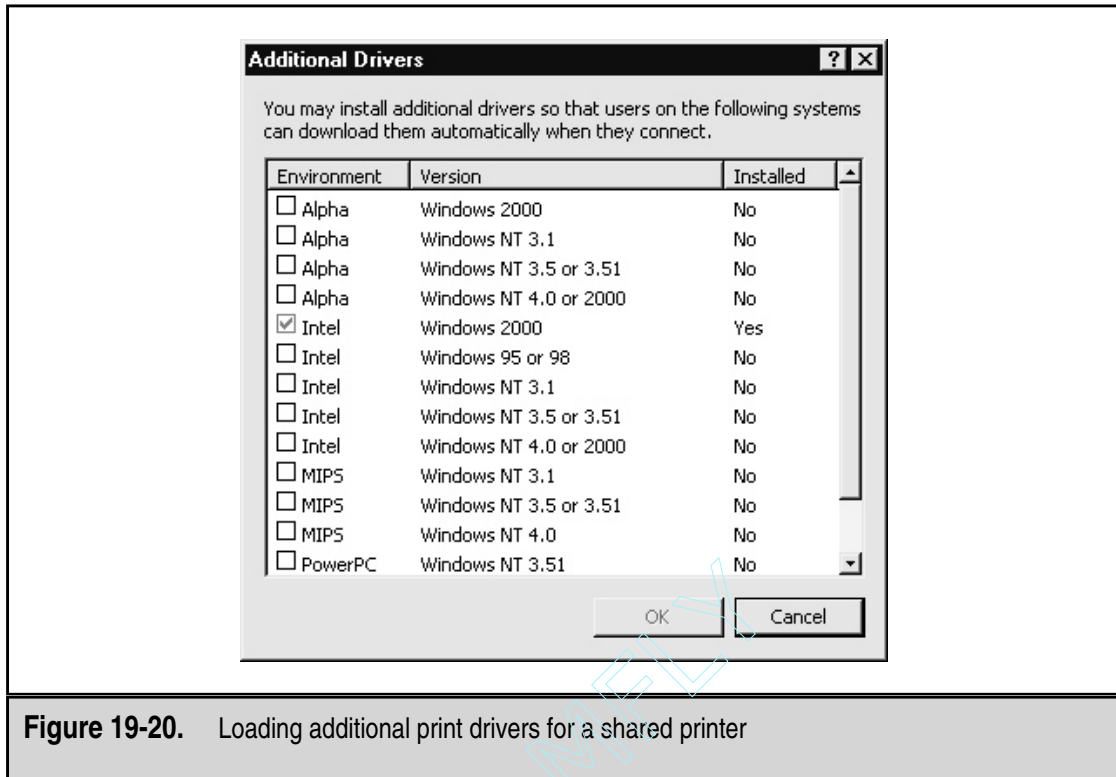 Additional Drivers
You may install additional drivers so that users on the following systems
can download them automatically when they connect.
Environment Version Installed
Alpha Windows 2000 No
Alpha Windows NT 3.1 No
Alpha Windows NT 3.5 or 3.51 No
Alpha Windows NT 4.0 or 2000 No
Intel Windows 2000 Yes
Intel Windows 95 or 98 No
Intel Windows NT 3.1 No
Intel Windows NT 3.5 or 3.51 No
Intel Windows NT 4.0 or 2000 No
MIPS Windows NT 3.1 No
MIPS Windows NT 3.5 or 3.51 No
MIPS Windows NT 4.0 No
PowerPC Windows NT 3.51 No
OK Cancel
Figure 19-20. Loading additional print drivers for a shared printer